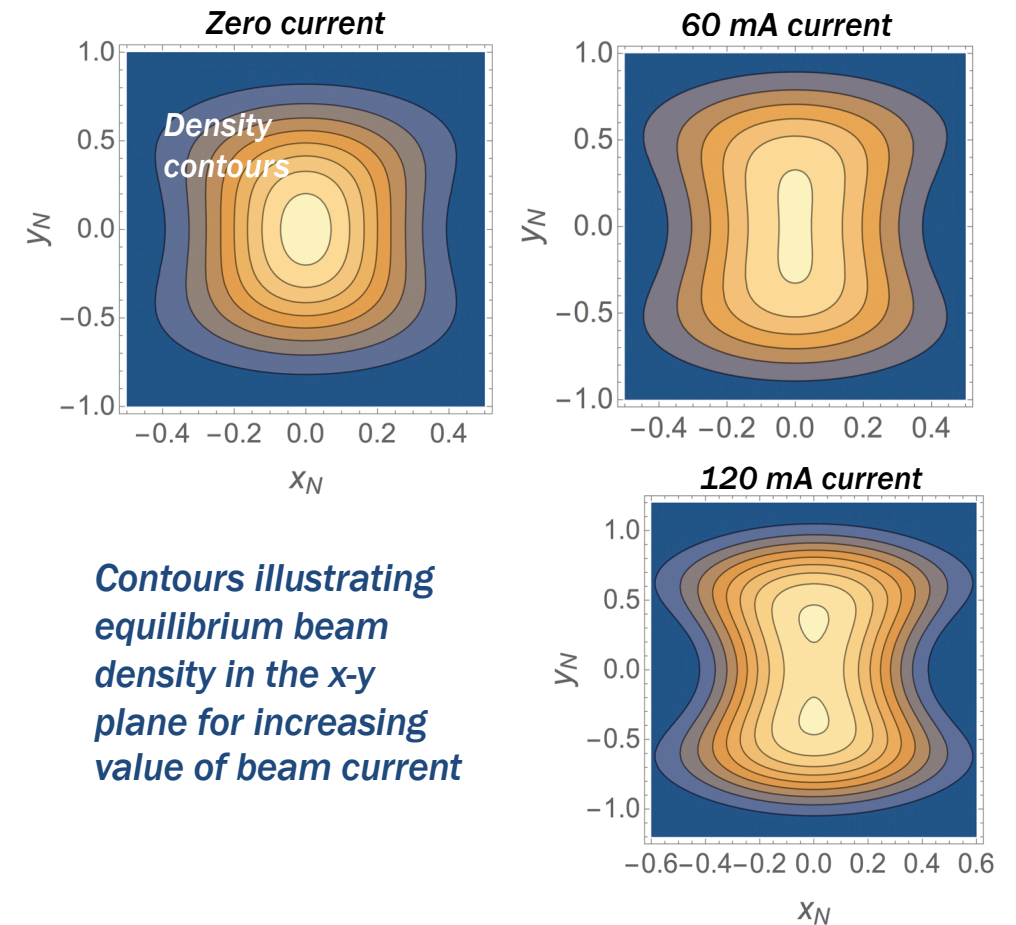 Zero current
1.0
0.5
0.0
−0.5
−1.0
y_N
−0.4 −0.2 0.0 0.2 0.4
x_N
Density
contours
60 mA current
1.0
0.5
0.0
−0.5
−1.0
y_N
−0.4 −0.2 0.0 0.2 0.4
Contours illustrating
equilibrium beam
density in the x-y
plane for increasing
value of beam current
120 mA current
1.0
0.5
0.0
−0.5
−1.0
y_N
−0.6 −0.4 −0.2 0.0 0.2 0.4 0.6
x_N